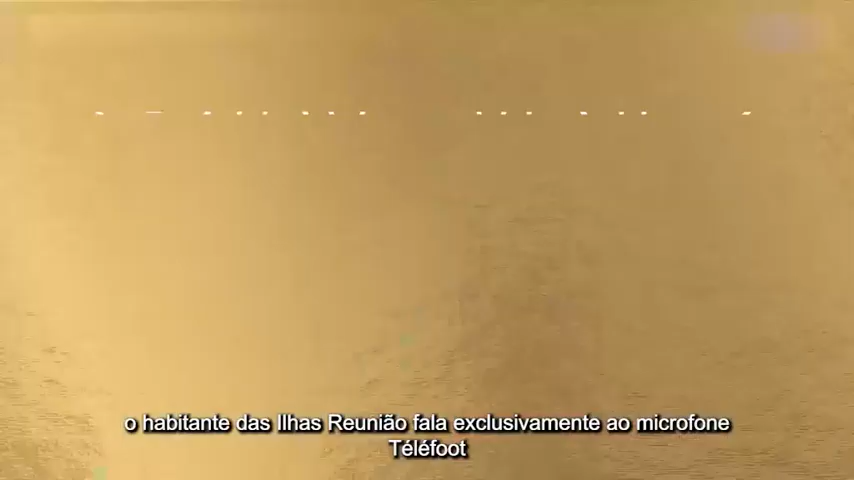 o habitante das Ilhas Reunião fala exclusivamente ao microfone
Téléfoot